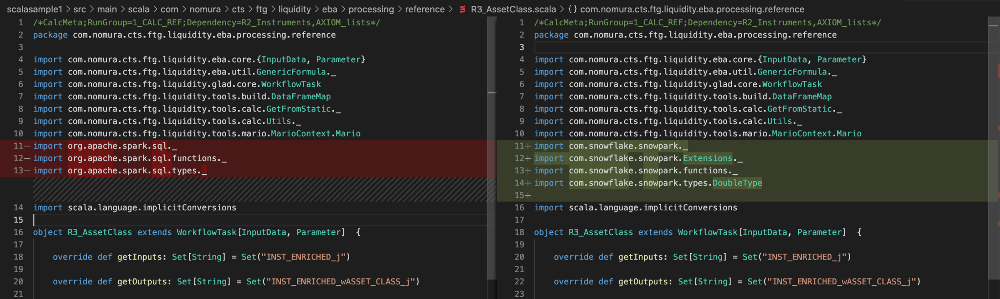 scalasample1 > src > main > scala > com > nomura > cts > ftg > liquidity > eba > processing > reference > R3_AssetClass.scala > {} com.nomura.cts.ftg.liquidity.eba.processing.reference
1 /*CalcMeta;RunGroup=1_CALC_REF;Dependency=R2_Instruments,AXIOM_lists*/
2 package com.nomura.cts.ftg.liquidity.eba.processing.reference
3
4 import com.nomura.cts.ftg.liquidity.eba.core.{InputData, Parameter}
5 import com.nomura.cts.ftg.liquidity.eba.util.GenericFormula._
6 import com.nomura.cts.ftg.liquidity.glad.core.WorkflowTask
7 import com.nomura.cts.ftg.liquidity.tools.build.DataFrameMap
8 import com.nomura.cts.ftg.liquidity.tools.calc.GetFromStatic._
9 import com.nomura.cts.ftg.liquidity.tools.calc.Utils._
10 import com.nomura.cts.ftg.liquidity.tools.mario.MarioContext.Mario
11— import org.apache.spark.sql._
12— import org.apache.spark.sql.functions._
13— import org.apache.spark.sql.types._
14 import scala.language.implicitConversions
15
16 object R3_AssetClass extends WorkflowTask[InputData, Parameter]  {
17
18     override def getInputs: Set[String] = Set("INST_ENRICHED_j")
19
20     override def getOutputs: Set[String] = Set("INST_ENRICHED_wASSET_CLASS_j")
21
1 /*CalcMeta;RunGroup=1_CALC_REF;Dependency=R2_Instruments,AXIOM_lists*/
2 package com.nomura.cts.ftg.liquidity.eba.processing.reference
3
4 import com.nomura.cts.ftg.liquidity.eba.core.{InputData, Parameter}
5 import com.nomura.cts.ftg.liquidity.eba.util.GenericFormula._
6 import com.nomura.cts.ftg.liquidity.glad.core.WorkflowTask
7 import com.nomura.cts.ftg.liquidity.tools.build.DataFrameMap
8 import com.nomura.cts.ftg.liquidity.tools.calc.GetFromStatic._
9 import com.nomura.cts.ftg.liquidity.tools.calc.Utils._
10 import com.nomura.cts.ftg.liquidity.tools.mario.MarioContext.Mario
11+ import com.snowflake.snowpark._
12+ import com.snowflake.snowpark.Extensions._
13+ import com.snowflake.snowpark.functions._
14+ import com.snowflake.snowpark.types.DoubleType
15+
16 import scala.language.implicitConversions
17
18 object R3_AssetClass extends WorkflowTask[InputData, Parameter]  {
19
20     override def getInputs: Set[String] = Set("INST_ENRICHED_j")
21
22     override def getOutputs: Set[String] = Set("INST_ENRICHED_wASSET_CLASS_j")
23